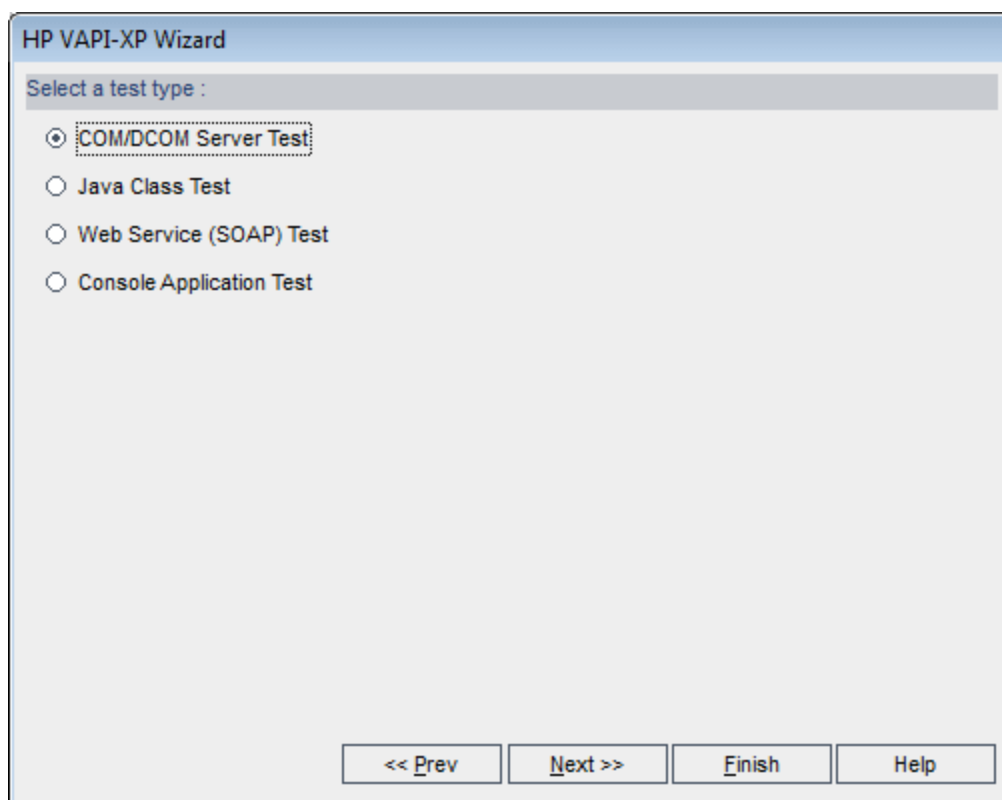 HP VAPI-XP Wizard
Select a test type :
COM/DCOM Server Test
Java Class Test
Web Service (SOAP) Test
Console Application Test
<< Prev Next >> Finish Help